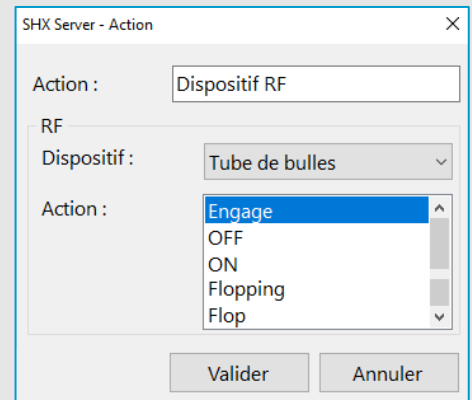 SHX Server - Action
Action : Dispositif RF
RF
Dispositif : Tube de bulles
Action : Engage
OFF
ON
Flopping
Flop
Valider Annuler